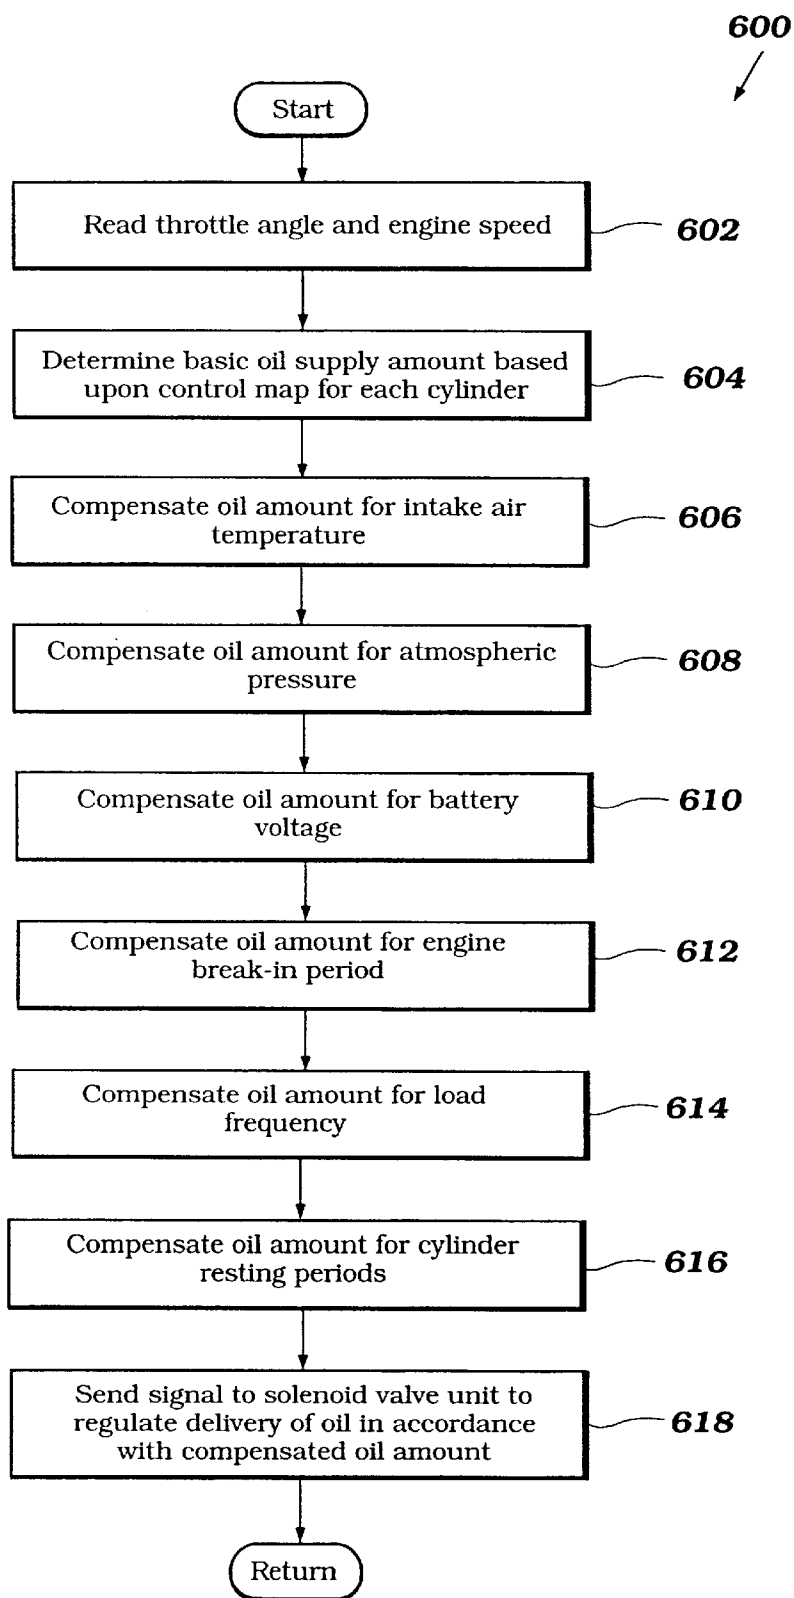 600
Start
Read throttle angle and engine speed
602
Determine basic oil supply amount based
upon control map for each cylinder
604
Compensate oil amount for intake air
temperature
606
Compensate oil amount for atmospheric
pressure
608
Compensate oil amount for battery
voltage
610
Compensate oil amount for engine
break-in period
612
Compensate oil amount for load
frequency
614
Compensate oil amount for cylinder
resting periods
616
Send signal to solenoid valve unit to
regulate delivery of oil in accordance
with compensated oil amount
618
Return